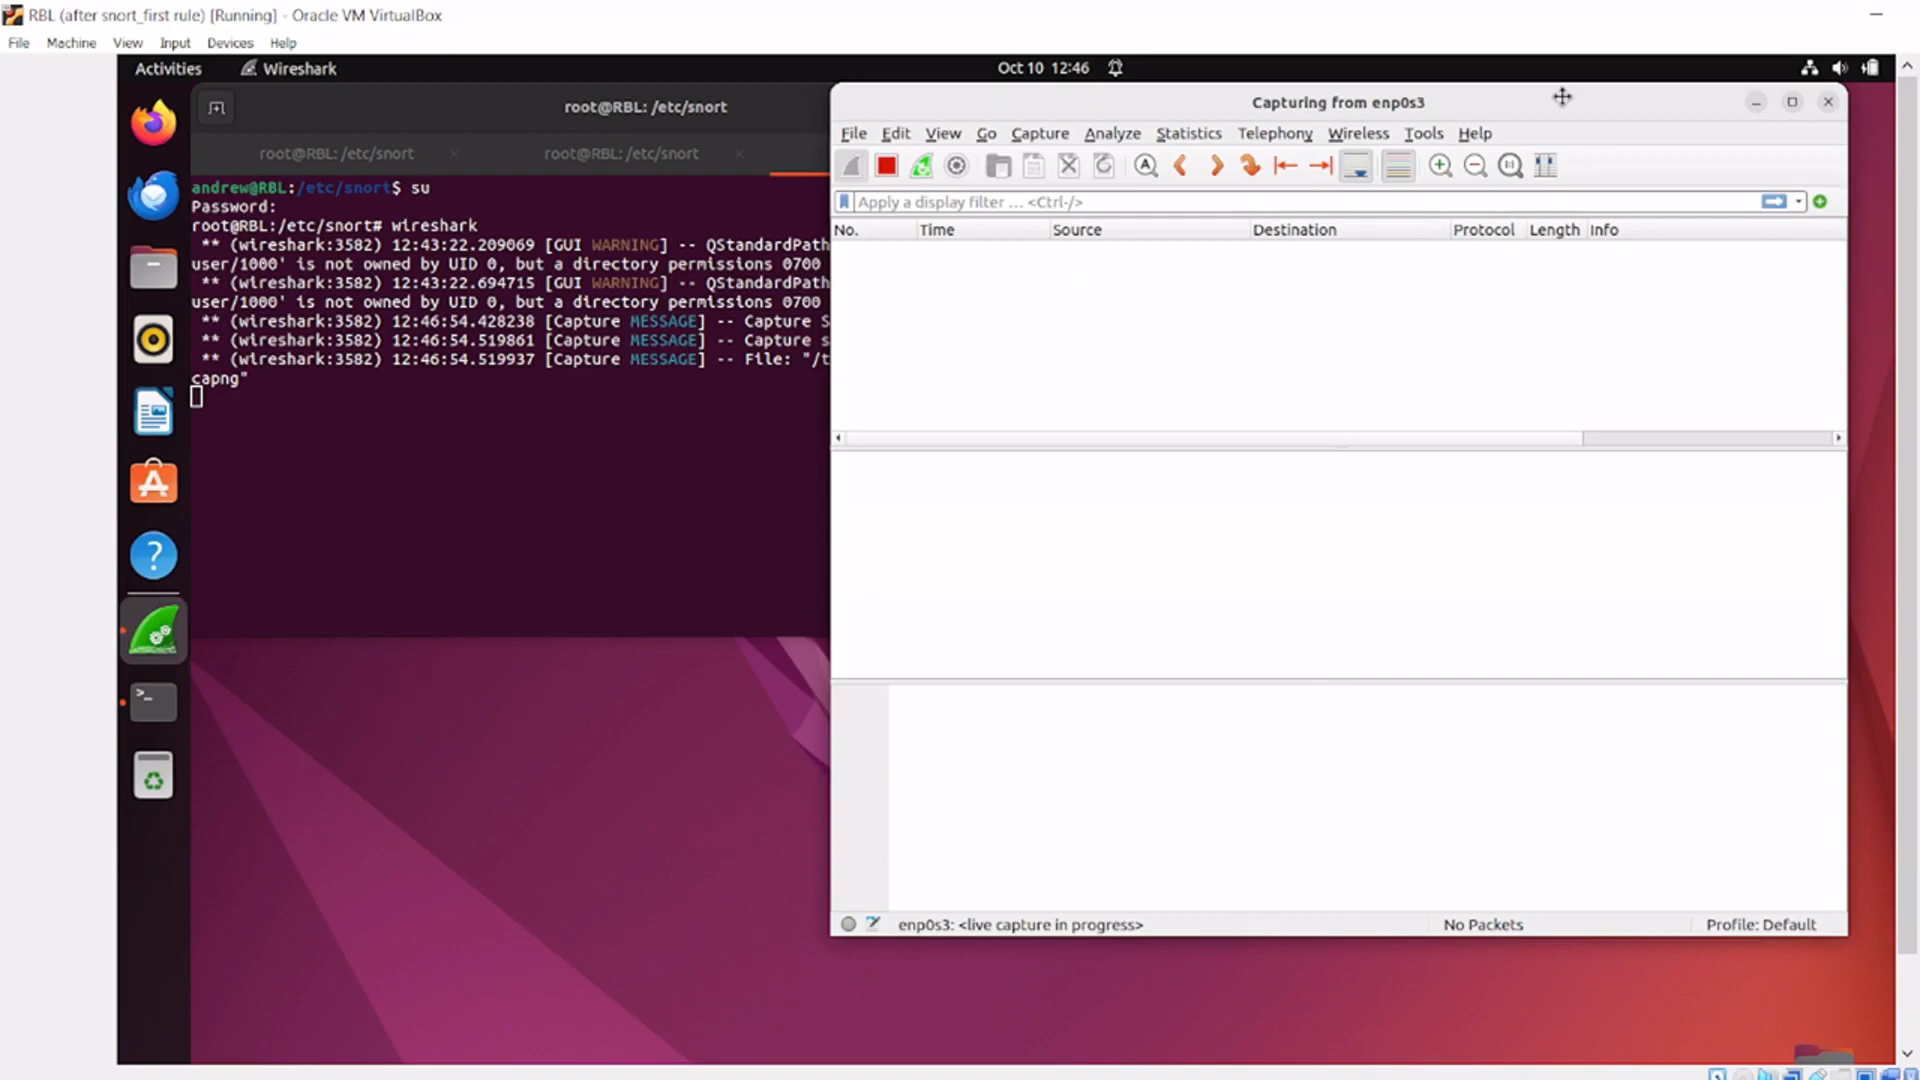 RBL (after snort_first rule) [Running] - Oracle VM VirtualBox
File Machine View Input Devices Help
Activities Wireshark Oct 10 12:46
root@RBL: /etc/snort
root@RBL: /etc/snort × root@RBL: /etc/snort ×
andrew@RBL:/etc/snort$ su
Password:
root@RBL:/etc/snort# wireshark
** (wireshark:3582) 12:43:22.209069 [GUI WARNING] -- QStandardPath
user/1000' is not owned by UID 0, but a directory permissions 0700
** (wireshark:3582) 12:43:22.694715 [GUI WARNING] -- QStandardPath
user/1000' is not owned by UID 0, but a directory permissions 0700
** (wireshark:3582) 12:46:54.428238 [Capture MESSAGE] -- Capture S
** (wireshark:3582) 12:46:54.519861 [Capture MESSAGE] -- Capture s
** (wireshark:3582) 12:46:54.519937 [Capture MESSAGE] -- File: "/t
capng"
Capturing from enp0s3
File Edit View Go Capture Analyze Statistics Telephony Wireless Tools Help
Apply a display filter ... <Ctrl-/>
No. Time Source Destination Protocol Length Info
enp0s3: <live capture in progress> No Packets Profile: Default